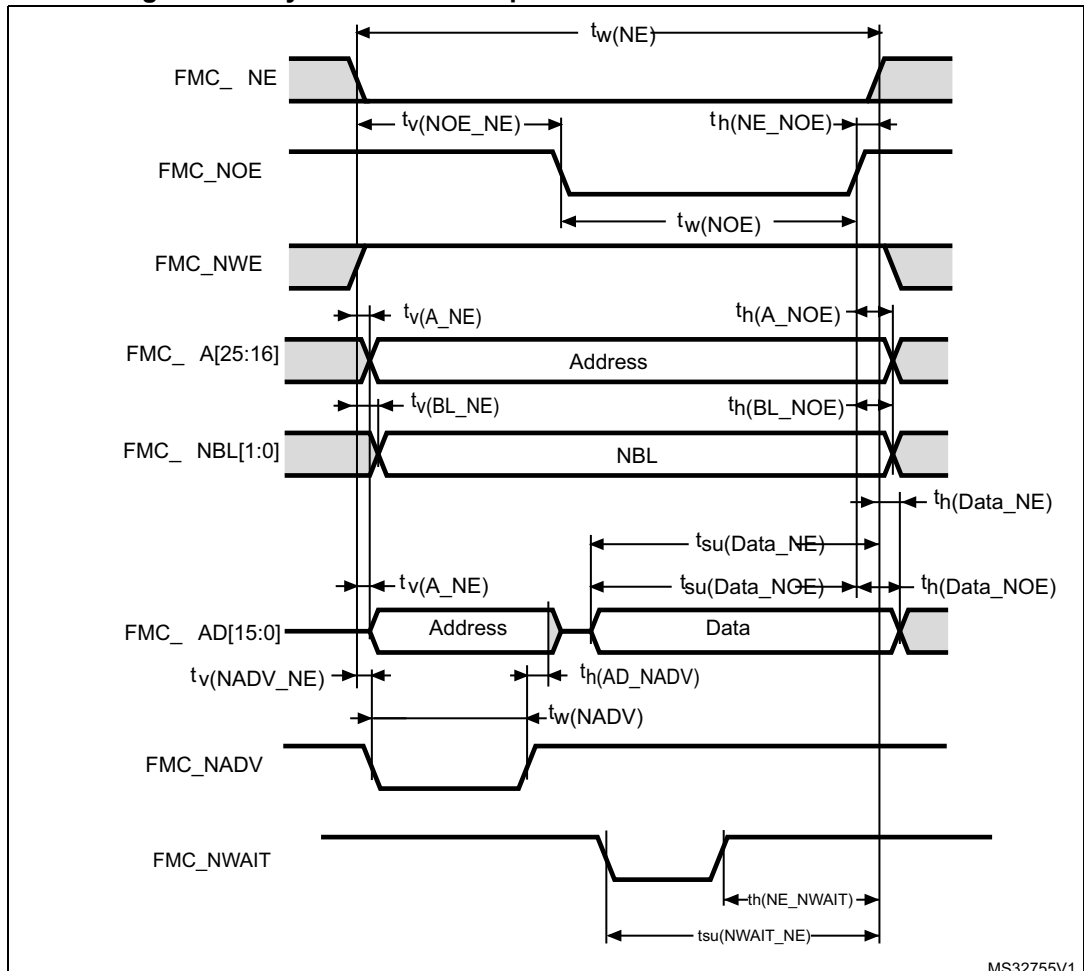 tw(NE)
FMC_ NE
tv(NOE_NE)
th(NE_NOE)
FMC_NOE
tw(NOE)
FMC_NWE
tv(A_NE)
th(A_NOE)
FMC_ A[25:16]
Address
tv(BL_NE)
th(BL_NOE)
FMC_ NBL[1:0]
NBL
th(Data_NE)
tsu(Data_NE)
tv(A_NE)
tsu(Data_NOE)
th(Data_NOE)
FMC_ AD[15:0]
Address
Data
tv(NADV_NE)
th(AD_NADV)
tw(NADV)
FMC_NADV
FMC_NWAIT
th(NE_NWAIT)
tsu(NWAIT_NE)
MS32755V1